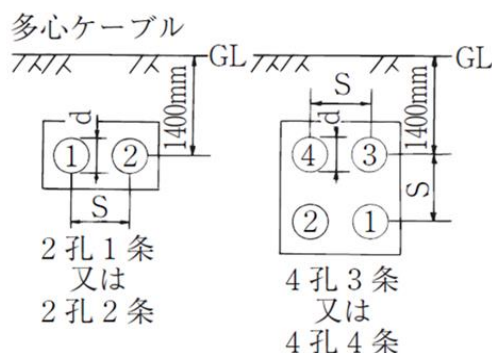 多心ケーブル
GL
1400mm
d
① ②
S
2孔1条
又は
2孔2条
GL
1400mm
S
d
④ ③
S
② ①
4孔3条
又は
4孔4条